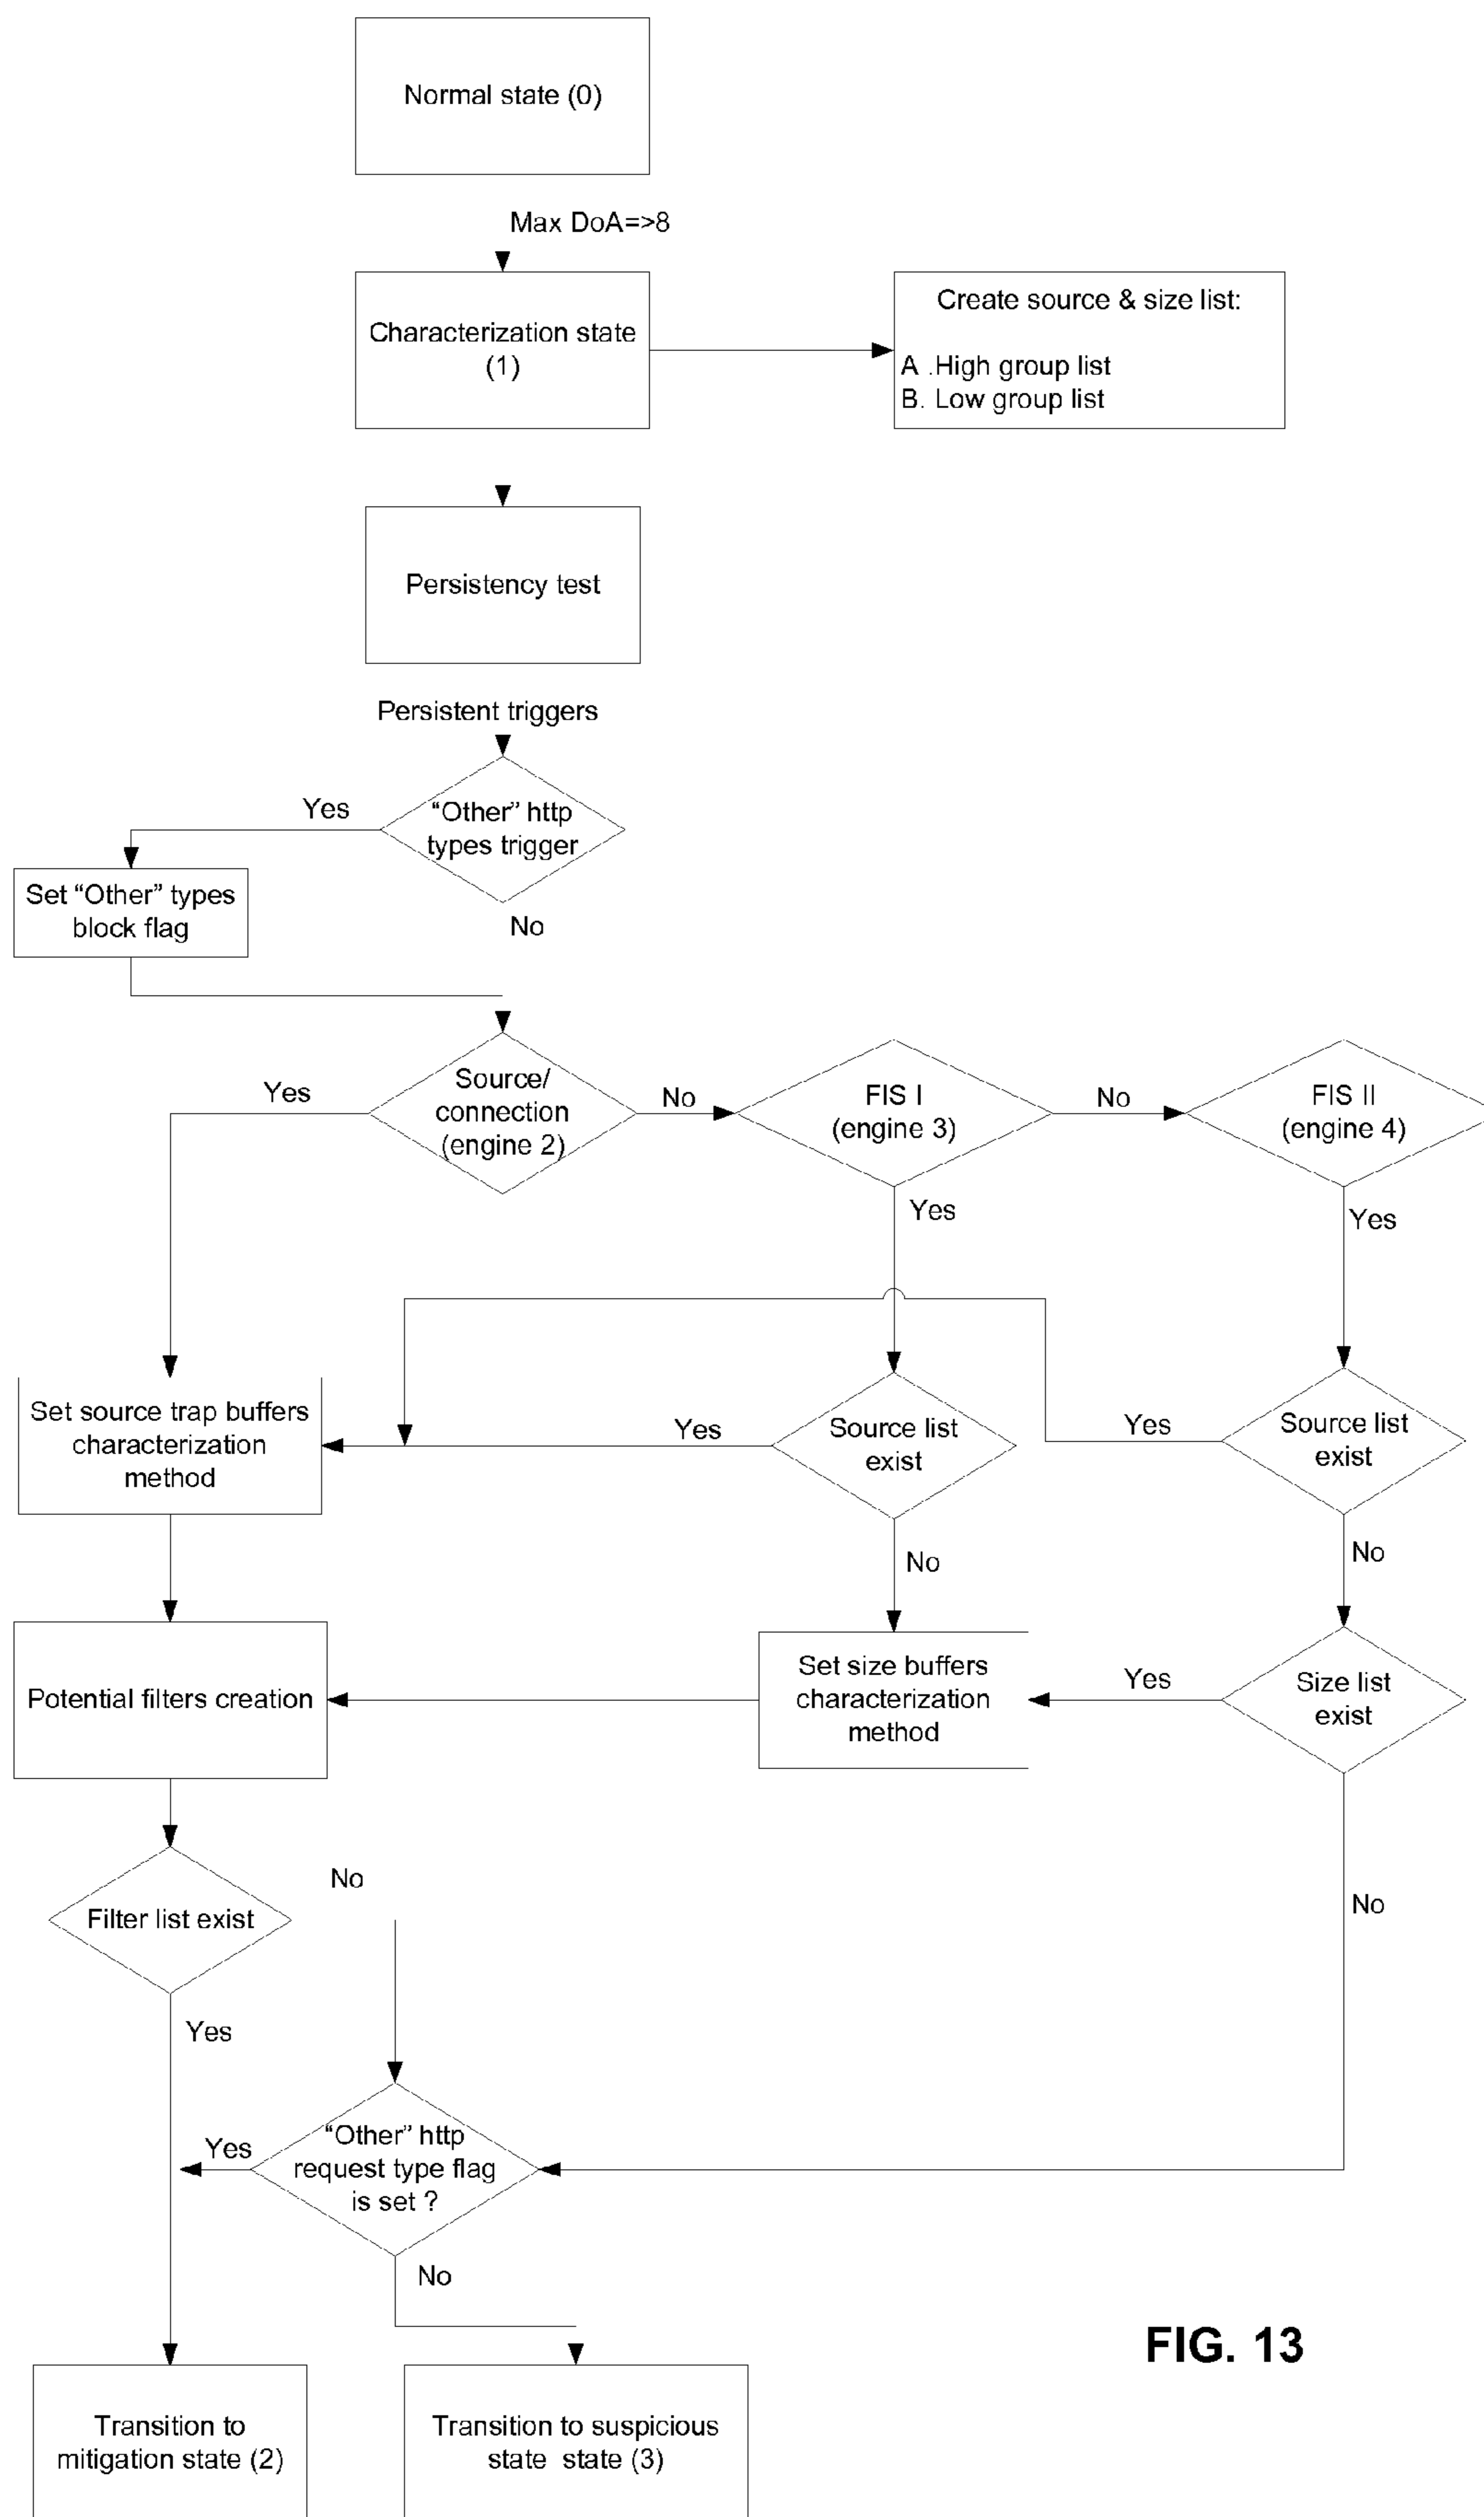 Normal state (0)
Max DoA=>8
Characterization state
(1)
Create source & size list:
A .High group list
B. Low group list
Persistency test
Persistent triggers
"Other" http
types trigger
Yes
No
Set "Other" types
block flag
Source/
connection
(engine 2)
Yes
No
FIS I
(engine 3)
No
FIS II
(engine 4)
Yes
Yes
Set source trap buffers
characterization
method
Yes
Source list
exist
Yes
Source list
exist
No
No
Potential filters creation
Set size buffers
characterization
method
Yes
Size list
exist
No
Filter list exist
No
Yes
"Other" http
request type flag
is set ?
Yes
No
Transition to
mitigation state (2)
Transition to suspicious
state  state (3)
FIG. 13